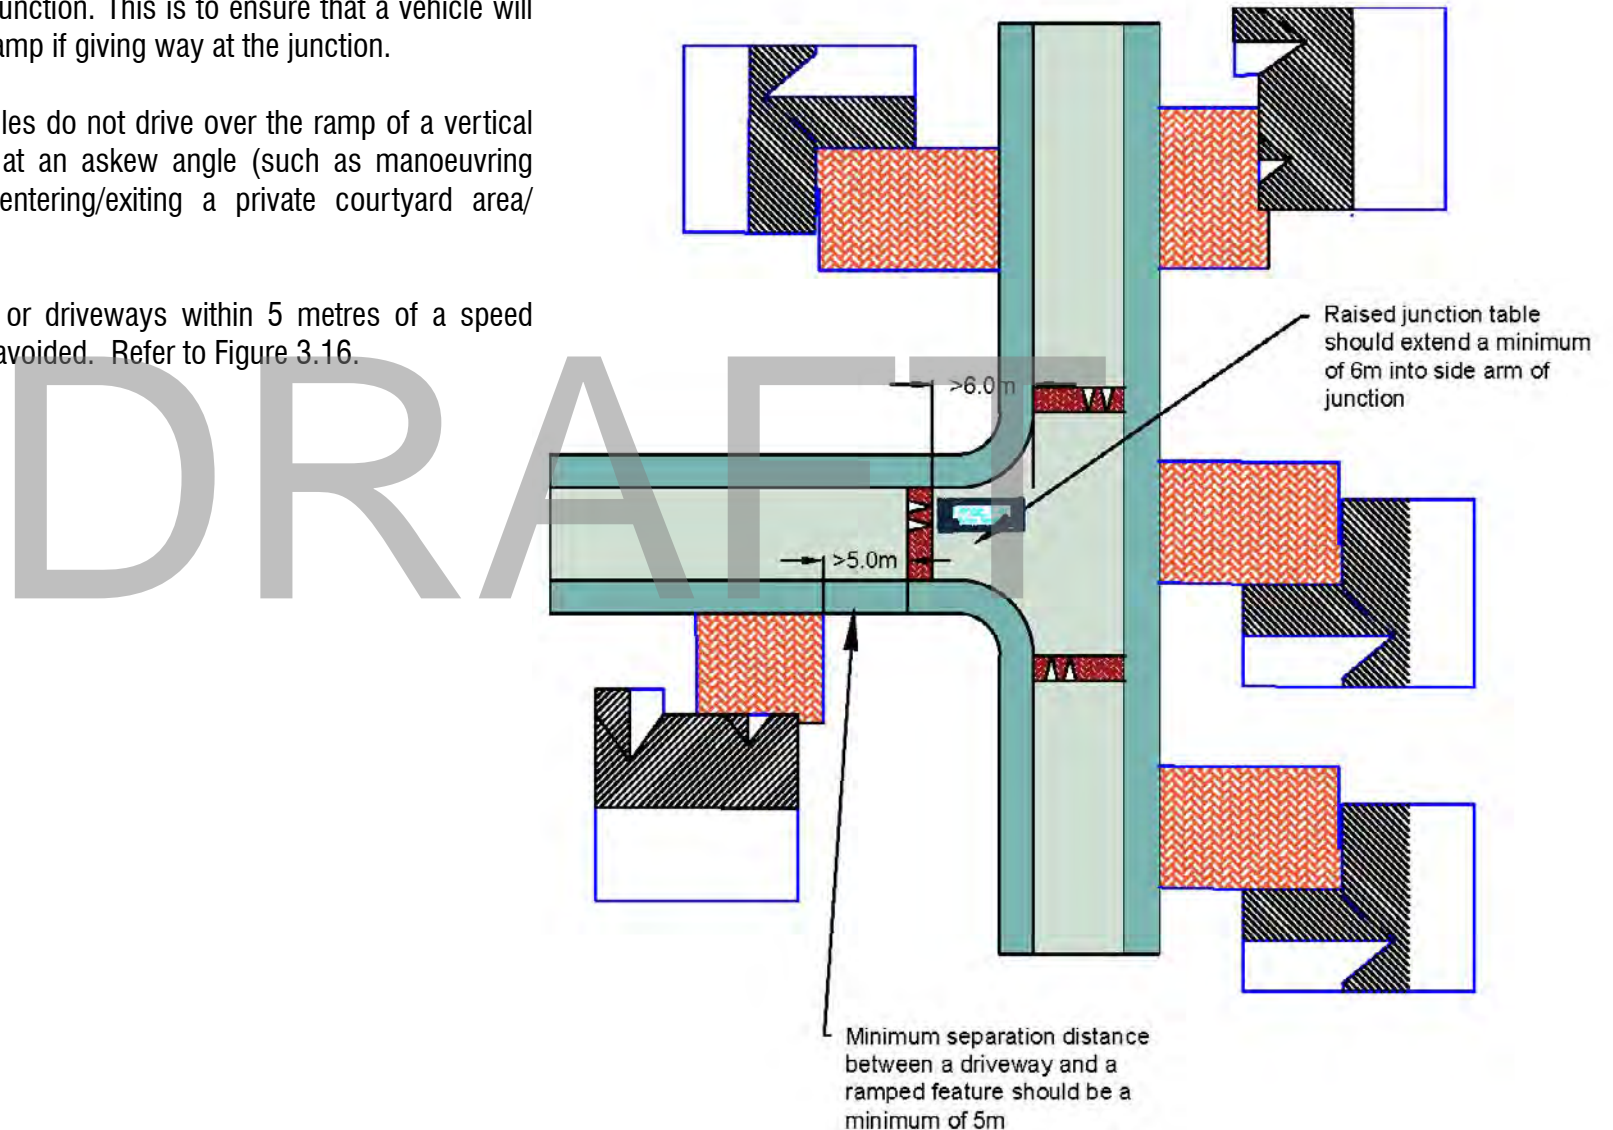 unction. This is to ensure that a vehicle will
amp if giving way at the junction.
les do not drive over the ramp of a vertical
at an askew angle (such as manoeuvring
entering/exiting a private courtyard area/
or driveways within 5 metres of a speed
avoided. Refer to Figure 3.16.
DRAFT
>6.0m
Raised junction table
should extend a minimum
of 6m into side arm of
junction
>5.0m
Minimum separation distance
between a driveway and a
ramped feature should be a
minimum of 5m